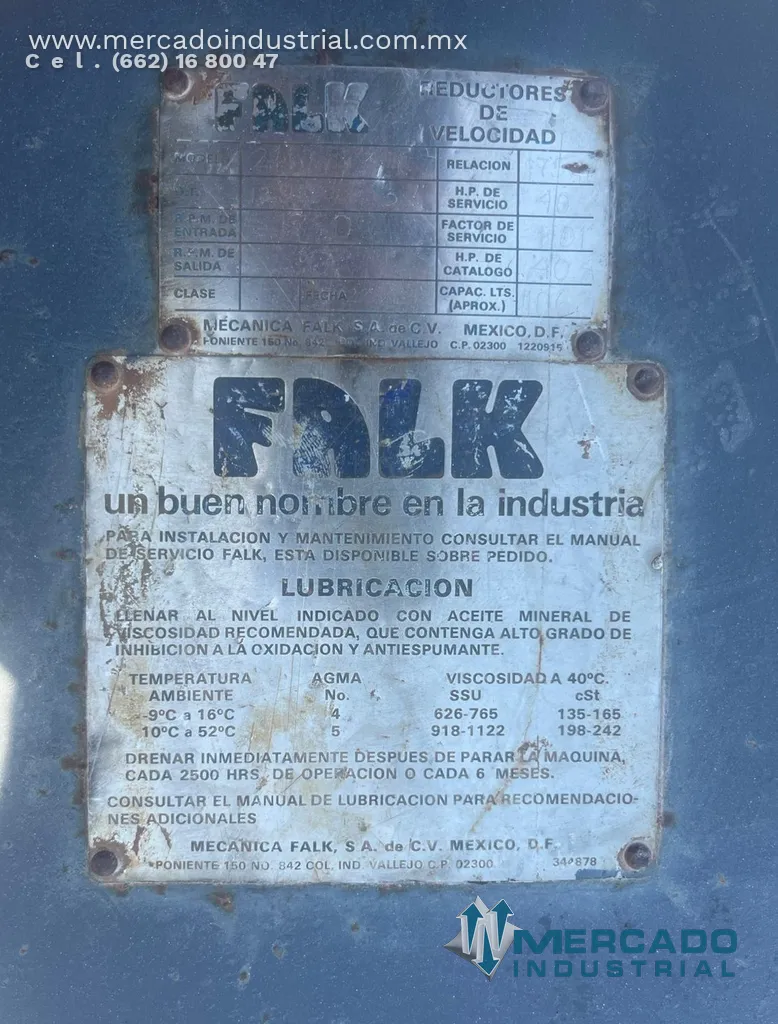 www.mercadoindustrial.com.mx
Cel. (662) 16 800 47
FALK
REDUCTORES
DE
VELOCIDAD
RELACION
H.P. DE
SERVICIO 40
R.P.M. DE
ENTRADA
FACTOR DE
SERVICIO
R.P.M. DE
SALIDA
H.P. DE
CATALOGO
CLASE FECHA CAPAC. LTS.
(APROX.)
MECANICA FALK, S.A. de C.V. MEXICO, D.F.
PONIENTE 150 No. 842 IND. VALLEJO C.P. 02300 1220915
FALK
un buen nombre en la industria
PARA INSTALACION Y MANTENIMIENTO CONSULTAR EL MANUAL
DE SERVICIO FALK, ESTA DISPONIBLE SOBRE PEDIDO.
LUBRICACION
LLENAR AL NIVEL INDICADO CON ACEITE MINERAL DE
VISCOSIDAD RECOMENDADA, QUE CONTENGA ALTO GRADO DE
INHIBICION A LA OXIDACION Y ANTIESPUMANTE.
TEMPERATURA AGMA VISCOSIDAD A 40°C.
AMBIENTE No. SSU cSt
-9°C a 16°C 4 626-765 135-165
10°C a 52°C 5 918-1122 198-242
DRENAR INMEDIATAMENTE DESPUES DE PARAR LA MAQUINA,
CADA 2500 HRS. DE OPERACION O CADA 6 MESES.
CONSULTAR EL MANUAL DE LUBRICACION PARA RECOMENDACIO-
NES ADICIONALES
MECANICA FALK, S A. de C.V. MEXICO, D.F.
PONIENTE 150 NO. 842 COL. IND. VALLEJO C.P. 02300
MERCADO
INDUSTRIAL